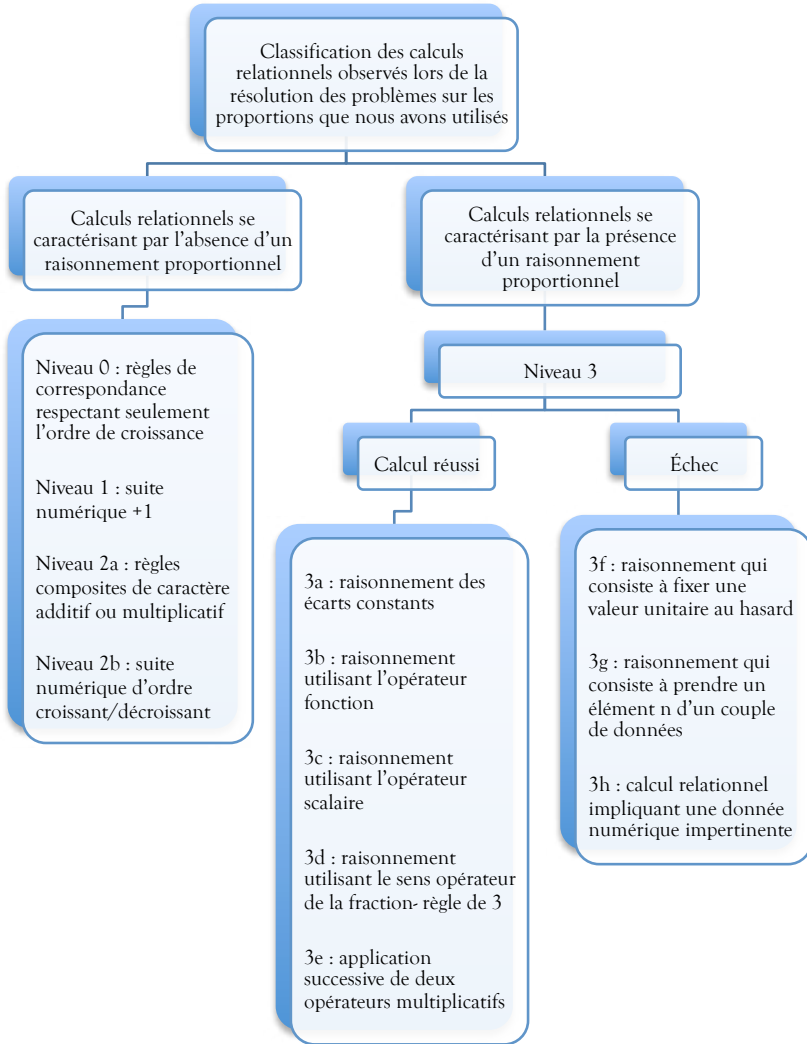 Classification des calculs
relationnels observés lors de la
résolution des problèmes sur les
proportions que nous avons utilisés
Calculs relationnels se
caractérisant par l'absence d'un
raisonnement proportionnel
Calculs relationnels se
caractérisant par la présence
d'un raisonnement
proportionnel
Niveau 0 : règles de
correspondance
respectant seulement
l'ordre de croissance
Niveau 1 : suite
numérique +1
Niveau 2a : règles
composites de caractère
additif ou multiplicatif
Niveau 2b : suite
numérique d'ordre
croissant/décroissant
Niveau 3
Calcul réussi
Échec
3a : raisonnement des
écarts constants
3b : raisonnement
utilisant l'opérateur
fonction
3c : raisonnement
utilisant l'opérateur
scalaire
3d : raisonnement
utilisant le sens opérateur
de la fraction- règle de 3
3e : application
successive de deux
opérateurs multiplicatifs
3f : raisonnement qui
consiste à fixer une
valeur unitaire au hasard
3g : raisonnement qui
consiste à prendre un
élément n d'un couple
de données
3h : calcul relationnel
impliquant une donnée
numérique impertinente